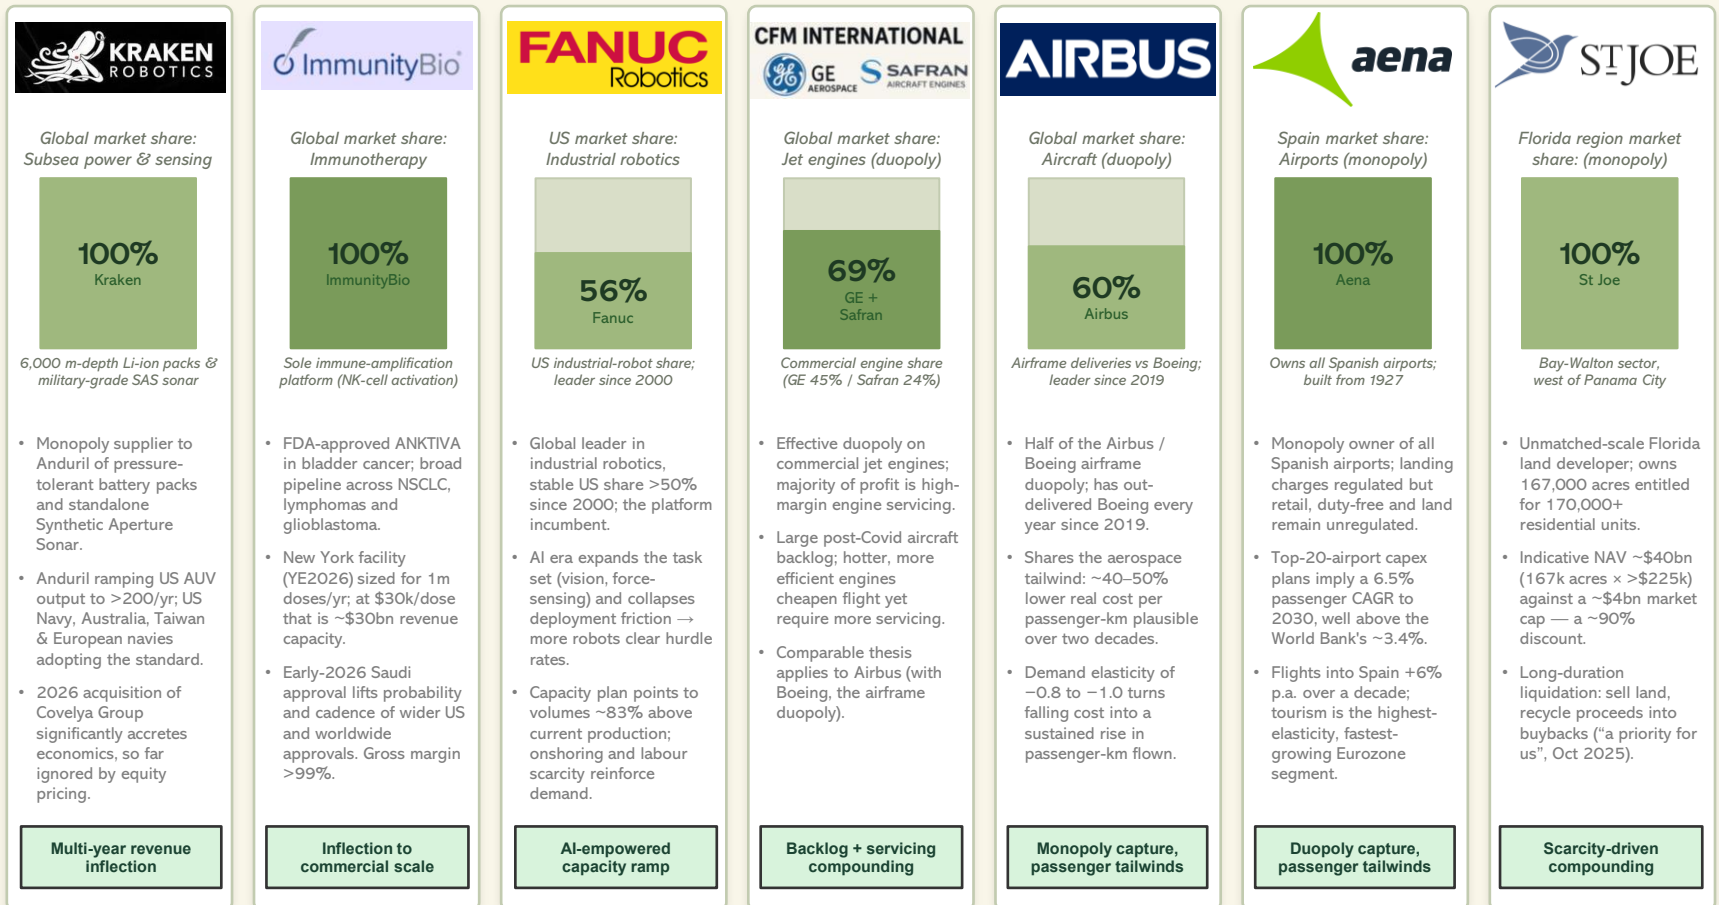 KRAKEN
ROBOTICS
Global market share:
Subsea power & sensing
100%
Kraken
6,000 m-depth Li-ion packs &
military-grade SAS sonar
• Monopoly supplier to
Anduril of pressure-
tolerant battery packs
and standalone
Synthetic Aperture
Sonar.
• Anduril ramping US AUV
output to >200/yr; US
Navy, Australia, Taiwan
& European navies
adopting the standard.
• 2026 acquisition of
Covelya Group
significantly accretes
economics, so far
ignored by equity
pricing.
Multi-year revenue
inflection
ImmunityBio®
Global market share:
Immunotherapy
100%
ImmunityBio
Sole immune-amplification
platform (NK-cell activation)
• FDA-approved ANKTIVA
in bladder cancer; broad
pipeline across NSCLC,
lymphomas and
glioblastoma.
• New York facility
(YE2026) sized for 1m
doses/yr; at $30k/dose
that is ~$30bn revenue
capacity.
• Early-2026 Saudi
approval lifts probability
and cadence of wider US
and worldwide
approvals. Gross margin
>99%.
Inflection to
commercial scale
FANUC
Robotics
US market share:
Industrial robotics
56%
Fanuc
US industrial-robot share;
leader since 2000
• Global leader in
industrial robotics,
stable US share >50%
since 2000; the platform
incumbent.
• AI era expands the task
set (vision, force-
sensing) and collapses
deployment friction →
more robots clear hurdle
rates.
• Capacity plan points to
volumes ~83% above
current production;
onshoring and labour
scarcity reinforce
demand.
AI-empowered
capacity ramp
CFM INTERNATIONAL
GE
AEROSPACE
SAFRAN
AIRCRAFT ENGINES
Global market share:
Jet engines (duopoly)
69%
GE +
Safran
Commercial engine share
(GE 45% / Safran 24%)
• Effective duopoly on
commercial jet engines;
majority of profit is high-
margin engine servicing.
• Large post-Covid aircraft
backlog; hotter, more
efficient engines
cheapen flight yet
require more servicing.
• Comparable thesis
applies to Airbus (with
Boeing, the airframe
duopoly).
Backlog + servicing
compounding
AIRBUS
Global market share:
Aircraft (duopoly)
60%
Airbus
Airframe deliveries vs Boeing;
leader since 2019
• Half of the Airbus /
Boeing airframe
duopoly; has out-
delivered Boeing every
year since 2019.
• Shares the aerospace
tailwind: ~40–50%
lower real cost per
passenger-km plausible
over two decades.
• Demand elasticity of
−0.8 to −1.0 turns
falling cost into a
sustained rise in
passenger-km flown.
Monopoly capture,
passenger tailwinds
aena
Spain market share:
Airports (monopoly)
100%
Aena
Owns all Spanish airports;
built from 1927
• Monopoly owner of all
Spanish airports; landing
charges regulated but
retail, duty-free and land
remain unregulated.
• Top-20-airport capex
plans imply a 6.5%
passenger CAGR to
2030, well above the
World Bank's ~3.4%.
• Flights into Spain +6%
p.a. over a decade;
tourism is the highest-
elasticity, fastest-
growing Eurozone
segment.
Duopoly capture,
passenger tailwinds
ST JOE
Florida region market
share: (monopoly)
100%
St Joe
Bay-Walton sector,
west of Panama City
• Unmatched-scale Florida
land developer; owns
167,000 acres entitled
for 170,000+
residential units.
• Indicative NAV ~$40bn
(167k acres × >$225k)
against a ~$4bn market
cap — a ~90%
discount.
• Long-duration
liquidation: sell land,
recycle proceeds into
buybacks (“a priority for
us”, Oct 2025).
Scarcity-driven
compounding